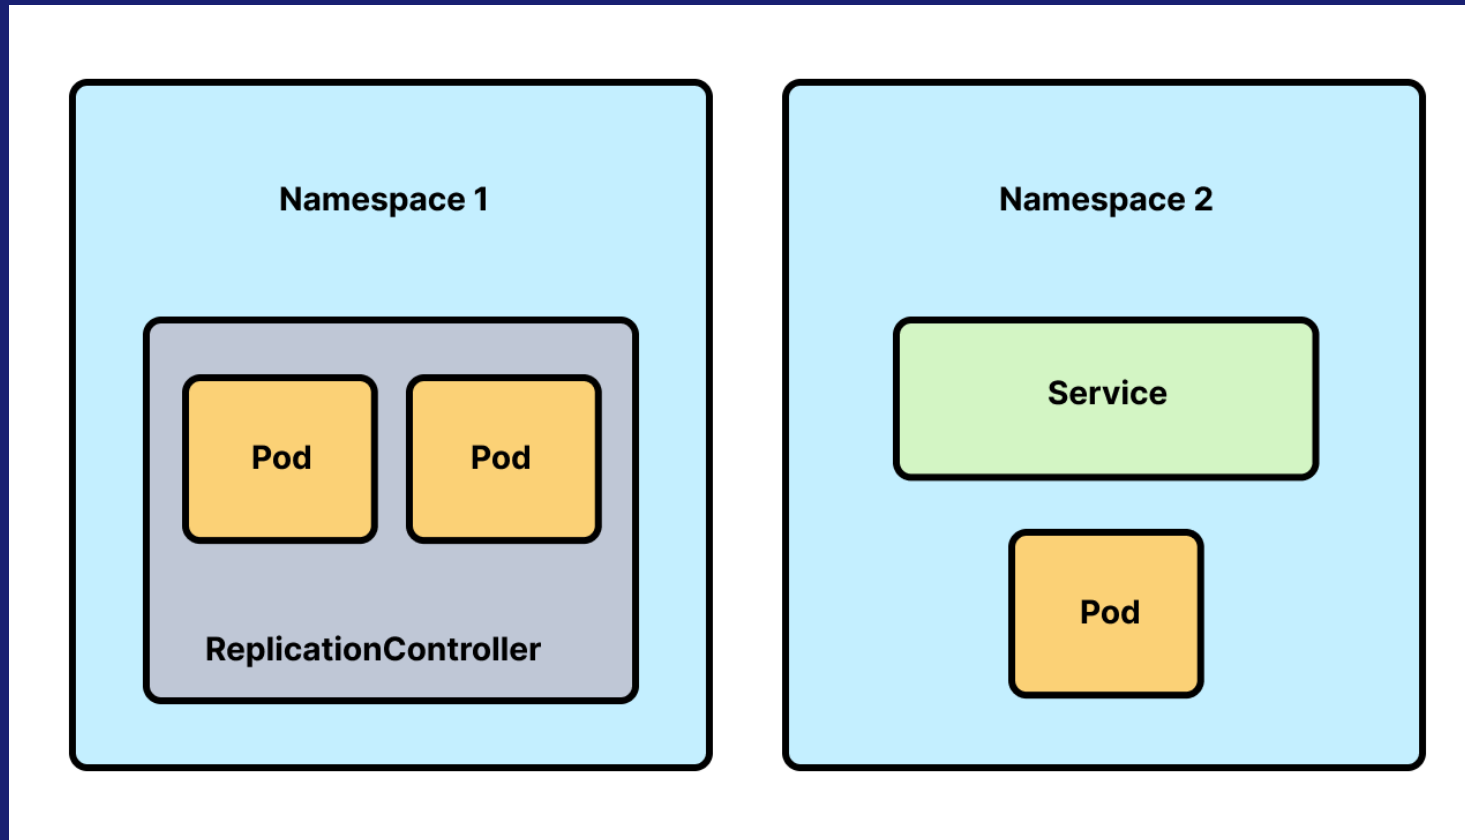 Namespace 1
Pod
Pod
ReplicationController
Namespace 2
Service
Pod